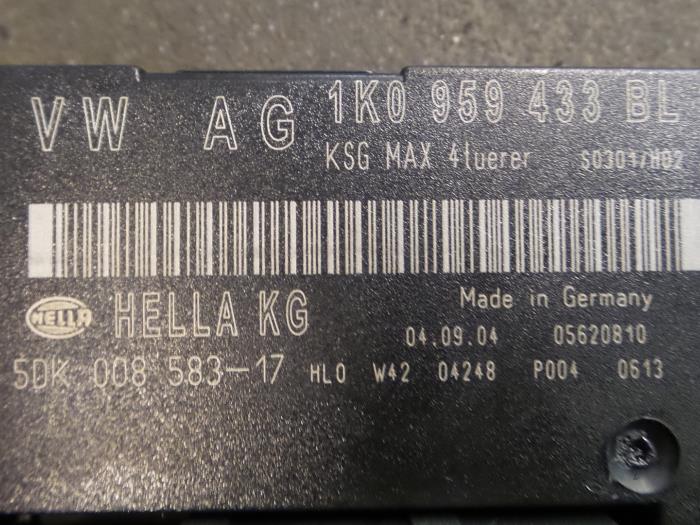 VW AG 1K0 959 433 BL
KSG MAX 4tuerer S0301/H02
HELLA
HELLA KG
Made in Germany
04.09.04 05620810
5DK 008 583-17 HL0 W42 04248 P004 0613